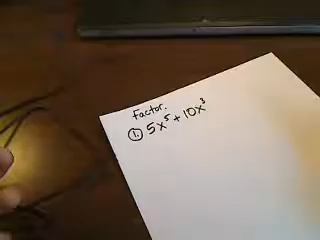 Factor.
1. 5x⁵ + 10x³